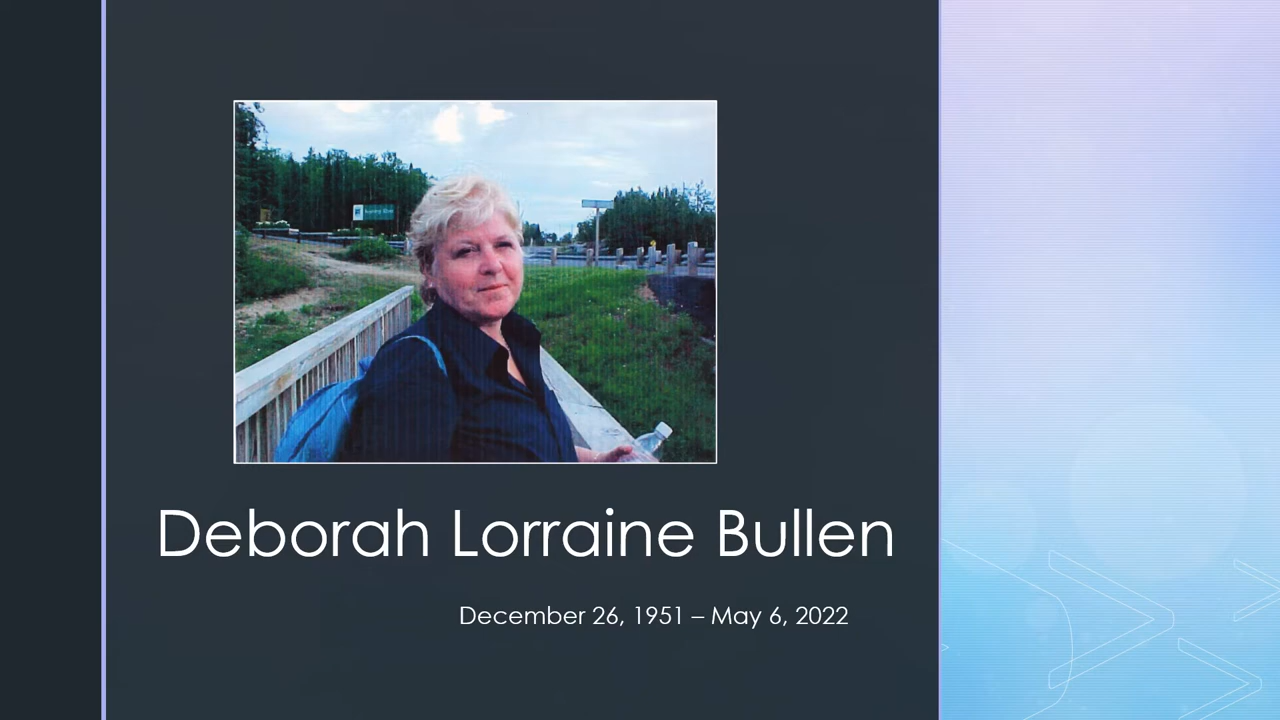 Deborah Lorraine Bullen
December 26, 1951 – May 6, 2022